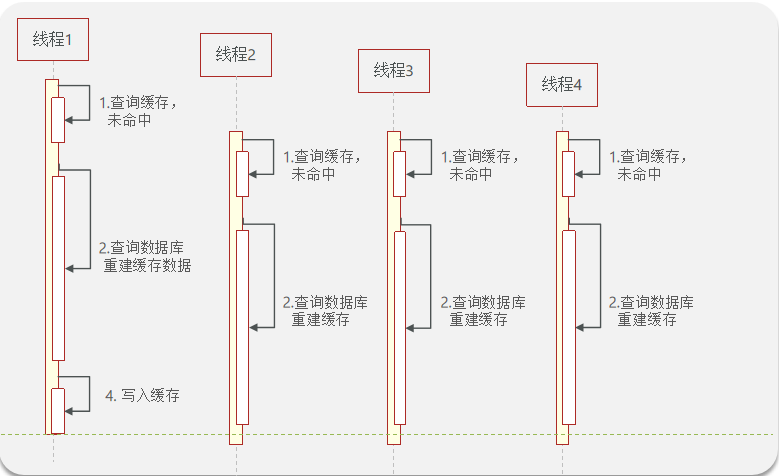 线程1
1.查询缓存，
未命中
2.查询数据库
重建缓存数据
4. 写入缓存
线程2
1.查询缓存，
未命中
2.查询数据库
重建缓存
线程3
1.查询缓存，
未命中
2.查询数据库
重建缓存
线程4
1.查询缓存，
未命中
2.查询数据库
重建缓存